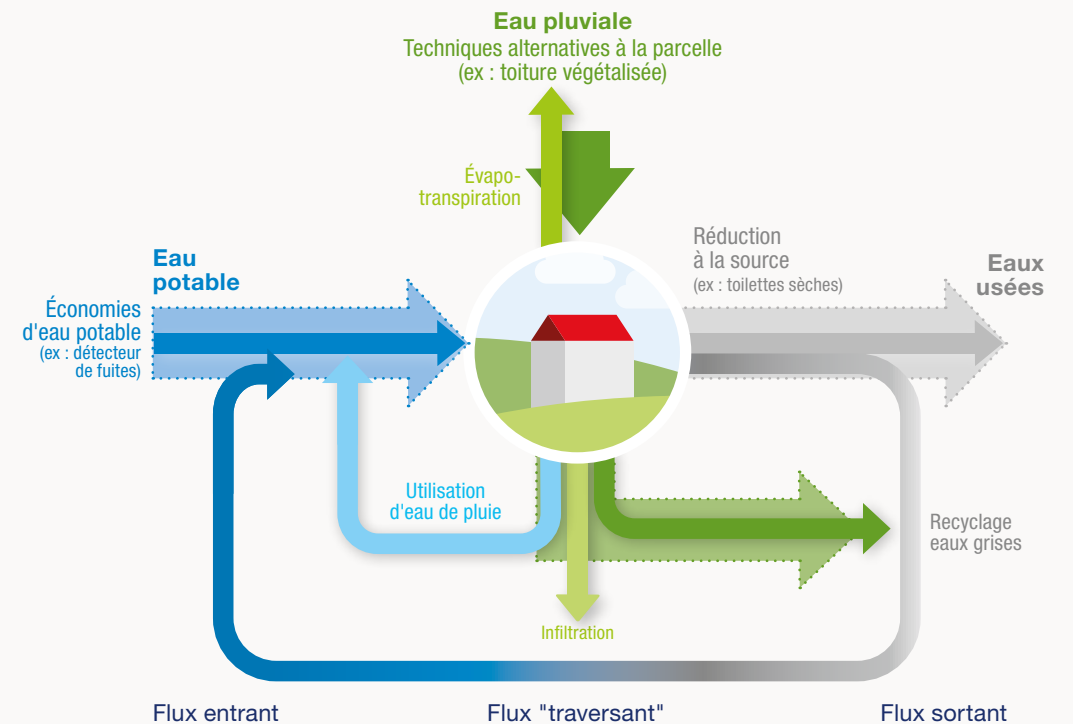 Eau pluviale
Techniques alternatives à la parcelle
(ex : toiture végétalisée)
Évapo-
transpiration
Eau
potable
Économies
d'eau potable
(ex : détecteur
de fuites)
Réduction
à la source
(ex : toilettes sèches)
Eaux
usées
Utilisation
d'eau de pluie
Recyclage
eaux grises
Infiltration
Flux entrant
Flux "traversant"
Flux sortant